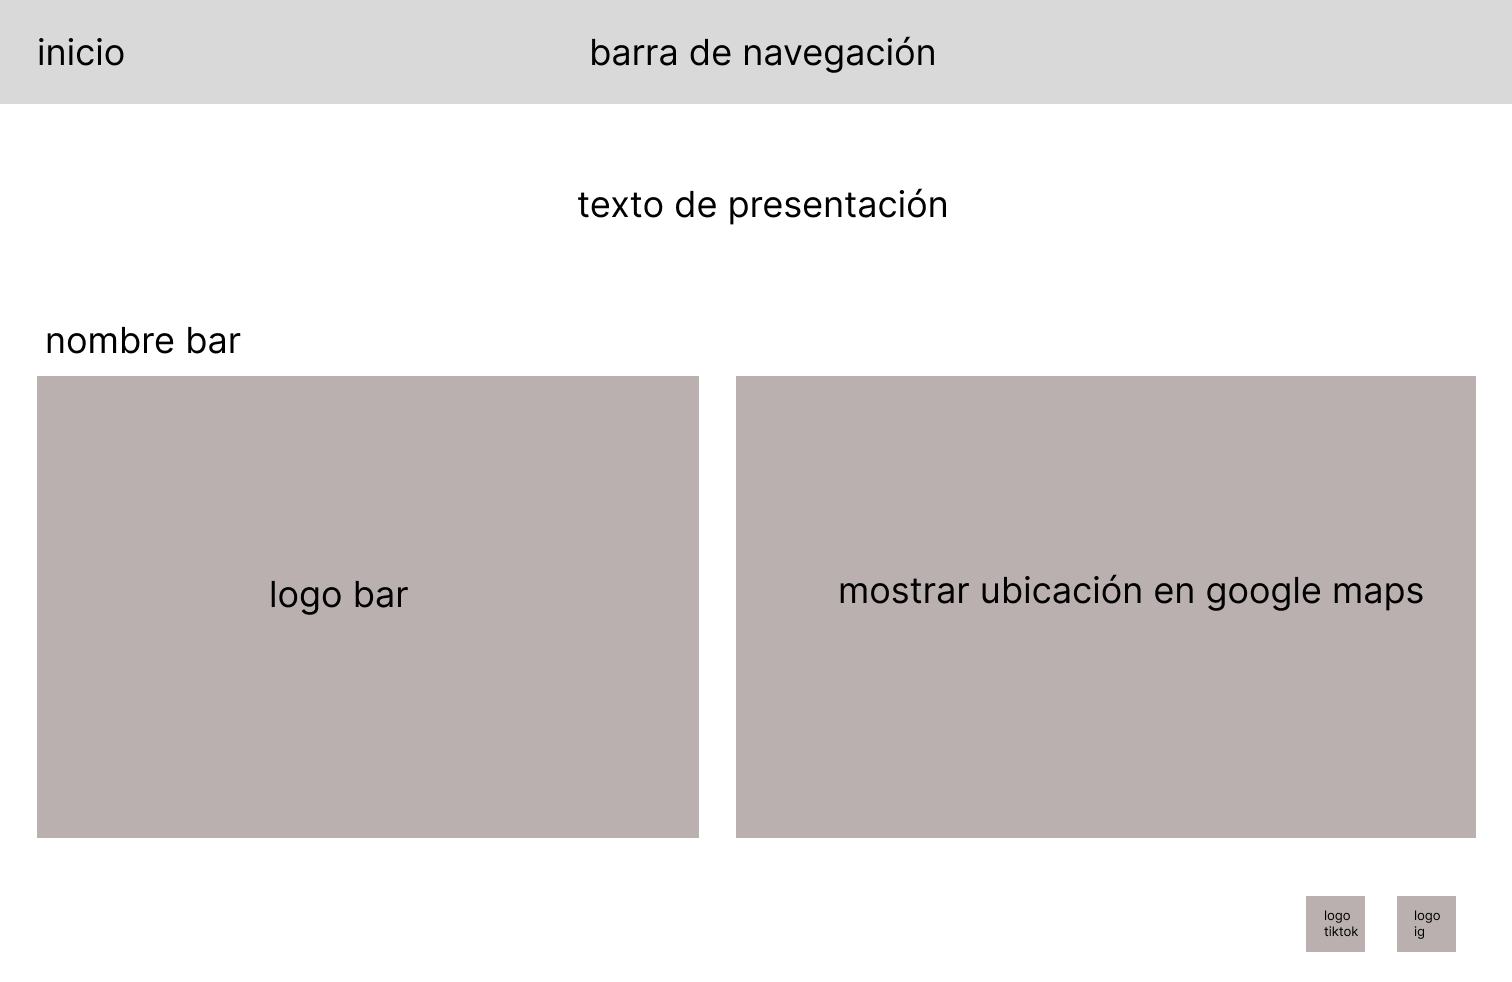 inicio
barra de navegación
texto de presentación
nombre bar
logo bar
mostrar ubicación en google maps
logo
tiktok
logo
ig